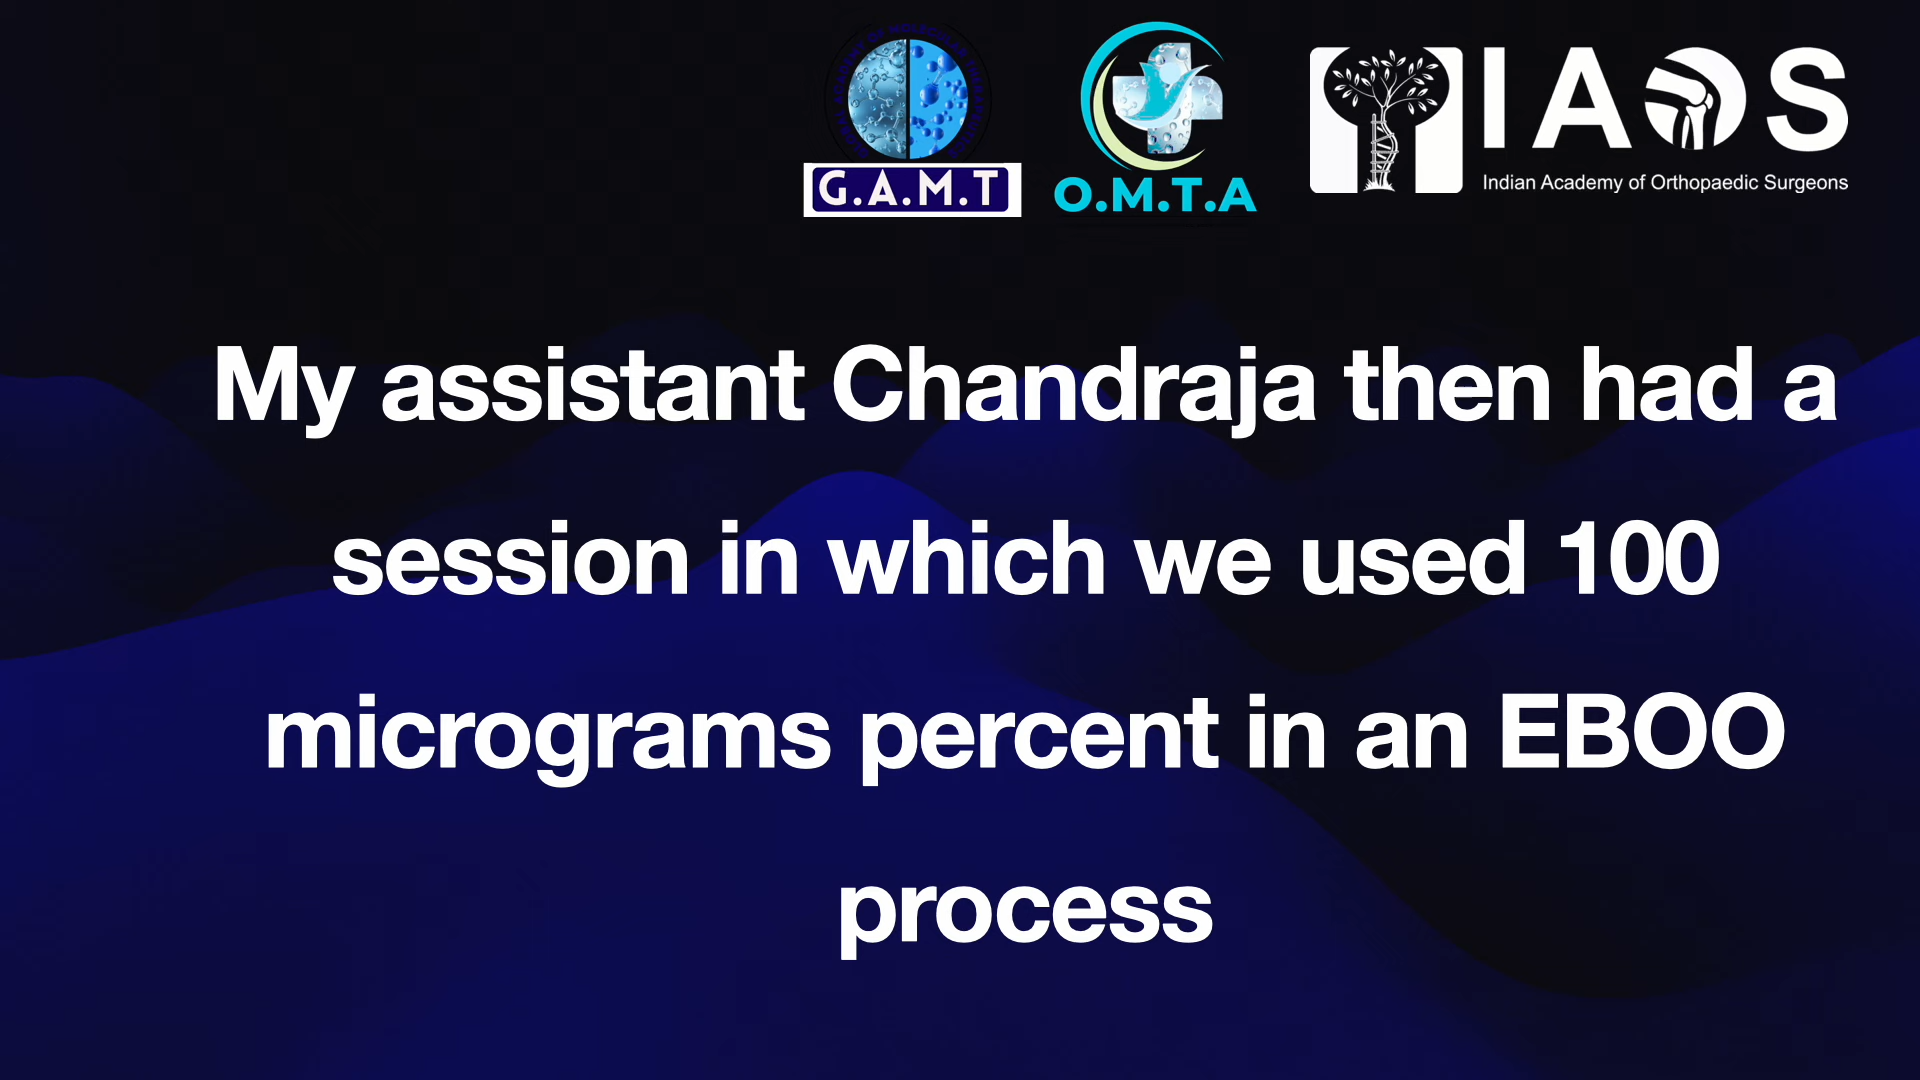 G.A.M.T
O.M.T.A
IAOS
Indian Academy of Orthopaedic Surgeons
My assistant Chandraja then had a
session in which we used 100
micrograms percent in an EBOO
process